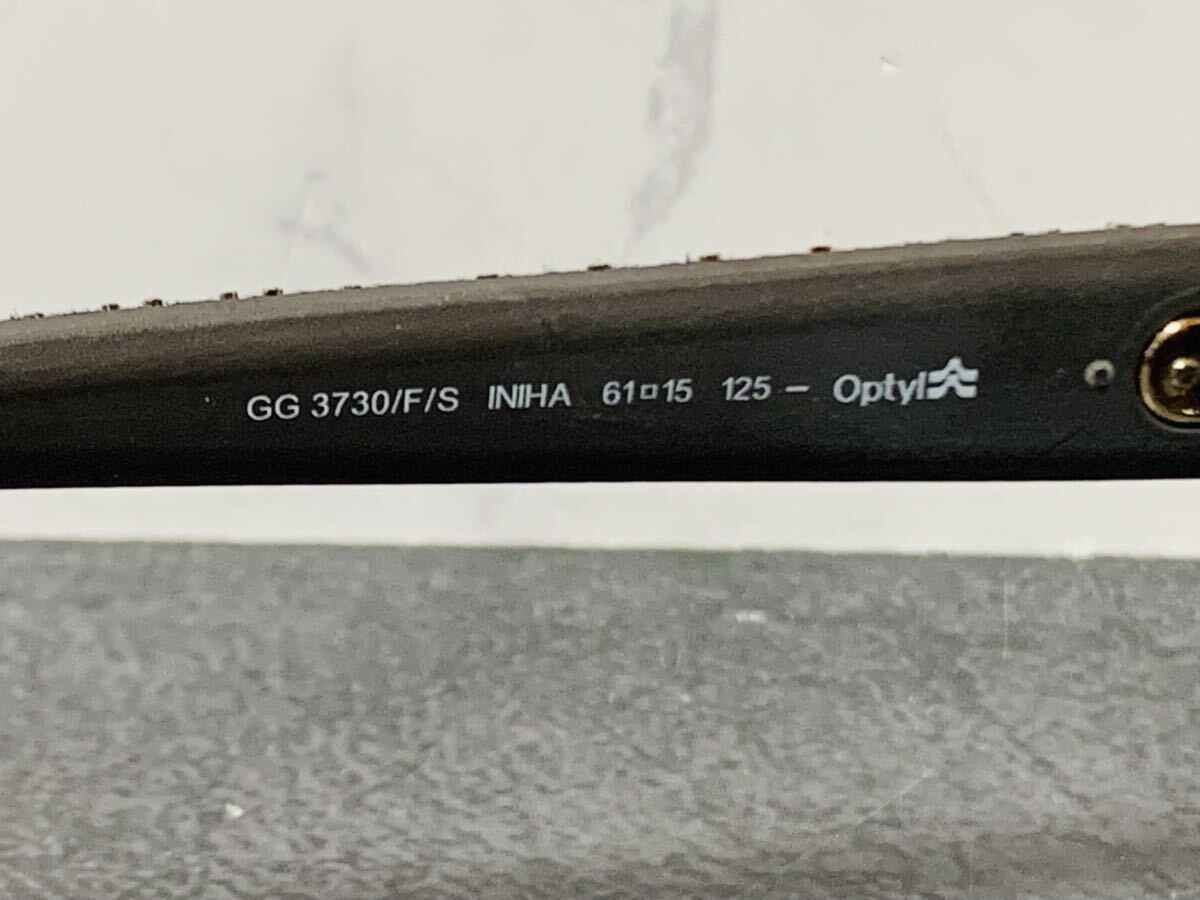 GG 3730/F/S INIHA 61□15 125 – Optyl